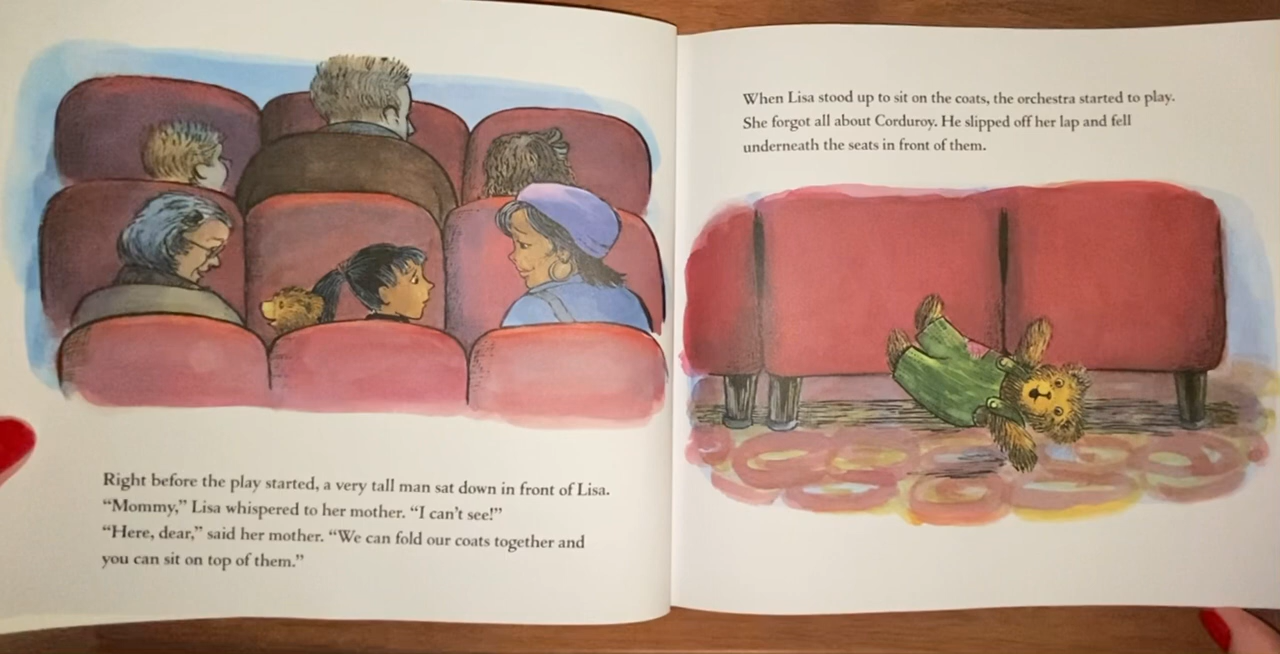 Right before the play started, a very tall man sat down in front of Lisa.
“Mommy,” Lisa whispered to her mother. “I can’t see!”
“Here, dear,” said her mother. “We can fold our coats together and
you can sit on top of them.”
When Lisa stood up to sit on the coats, the orchestra started to play.
She forgot all about Corduroy. He slipped off her lap and fell
underneath the seats in front of them.